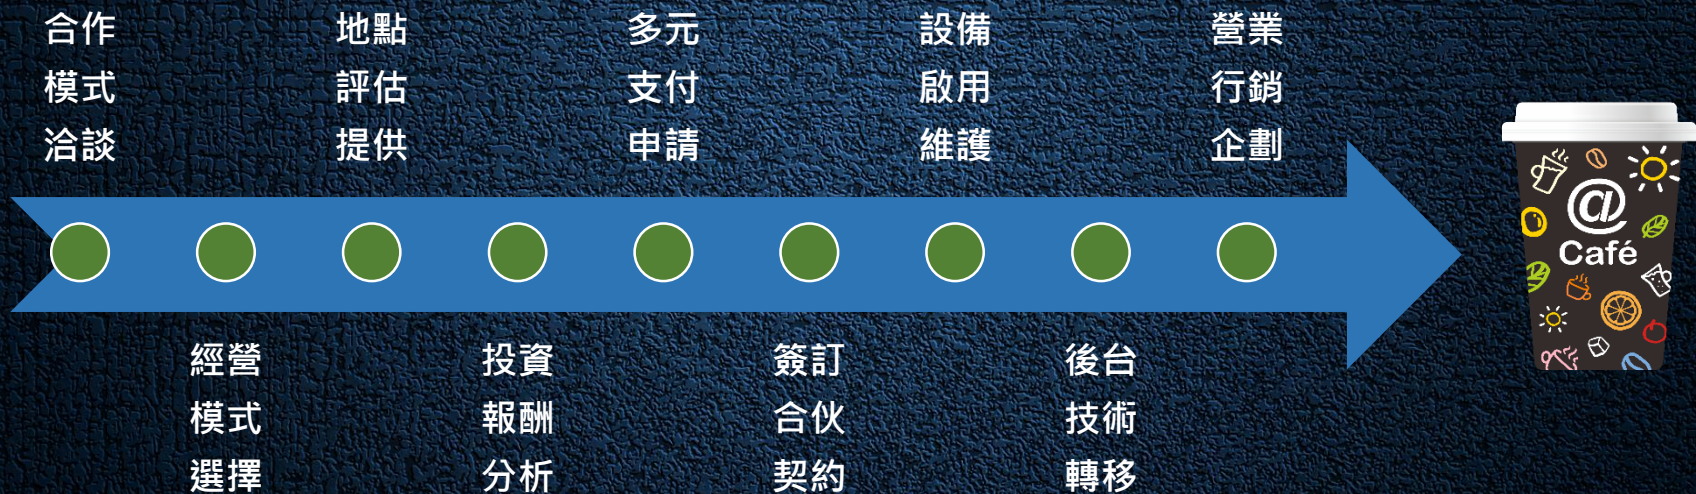 合作
模式
洽談
地點
評估
提供
多元
支付
申請
設備
啟用
維護
營業
行銷
企劃
@
Café
經營
模式
選擇
投資
報酬
分析
簽訂
合伙
契約
後台
技術
轉移